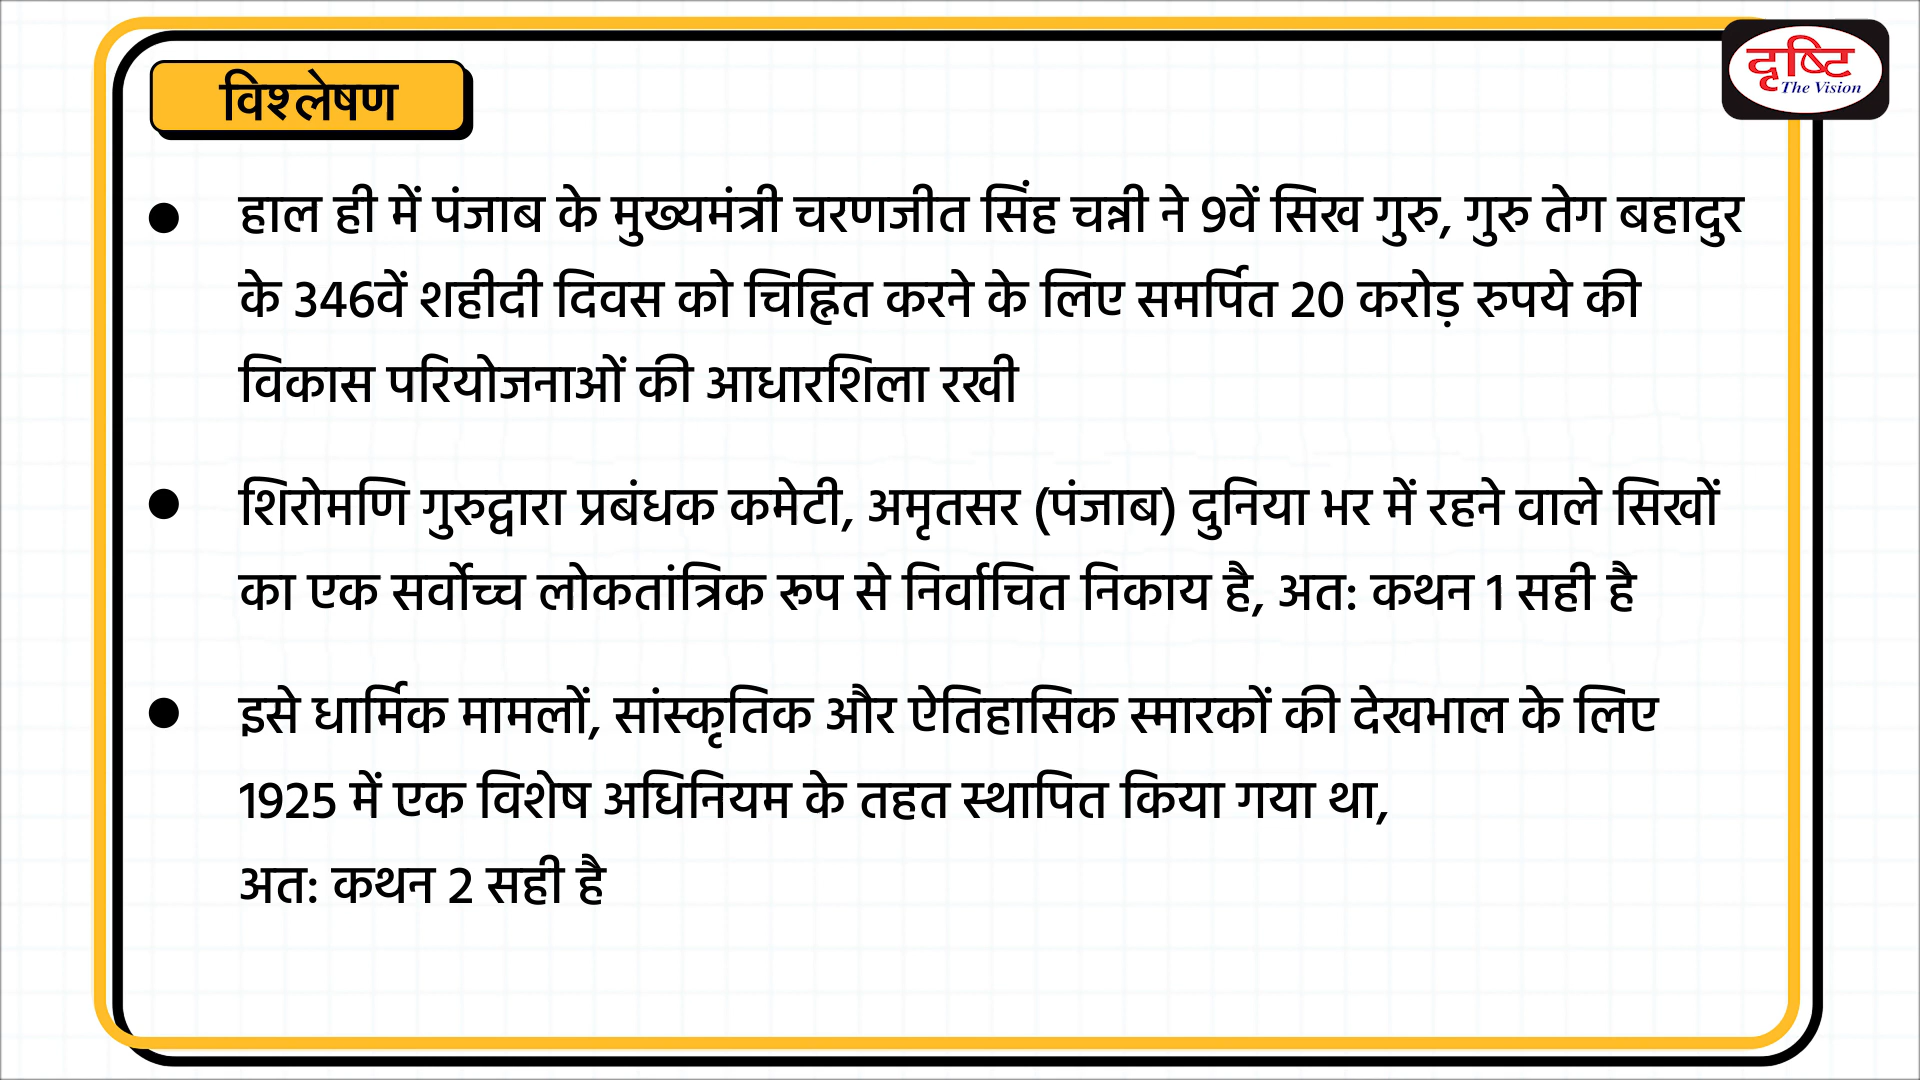 दृष्टि
The Vision
विश्लेषण
● हाल ही में पंजाब के मुख्यमंत्री चरणजीत सिंह चन्नी ने 9वें सिख गुरु, गुरु तेग बहादुर
के 346वें शहीदी दिवस को चिह्नित करने के लिए समर्पित 20 करोड़ रुपये की
विकास परियोजनाओं की आधारशिला रखी
● शिरोमणि गुरुद्वारा प्रबंधक कमेटी, अमृतसर (पंजाब) दुनिया भर में रहने वाले सिखों
का एक सर्वोच्च लोकतांत्रिक रूप से निर्वाचित निकाय है, अत: कथन 1 सही है
● इसे धार्मिक मामलों, सांस्कृतिक और ऐतिहासिक स्मारकों की देखभाल के लिए
1925 में एक विशेष अधिनियम के तहत स्थापित किया गया था,
अत: कथन 2 सही है